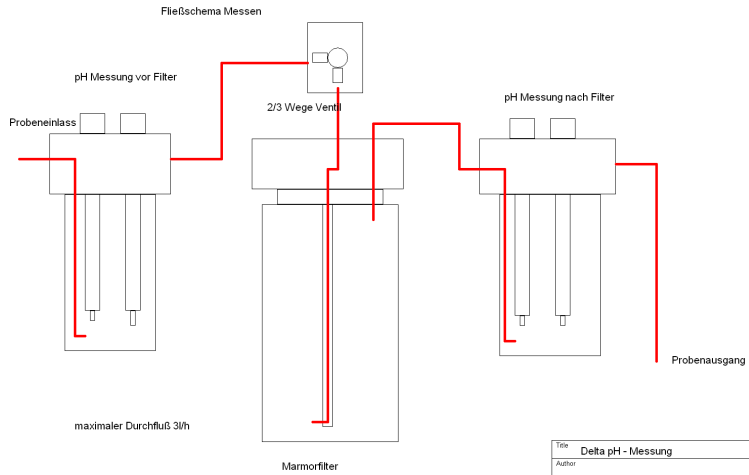 Fließschema Messen
pH Messung vor Filter
2/3 Wege Ventil
pH Messung nach Filter
Probeneinlass
Probenausgang
maximaler Durchfluß 3l/h
Marmorfilter
Title
Delta pH - Messung
Author